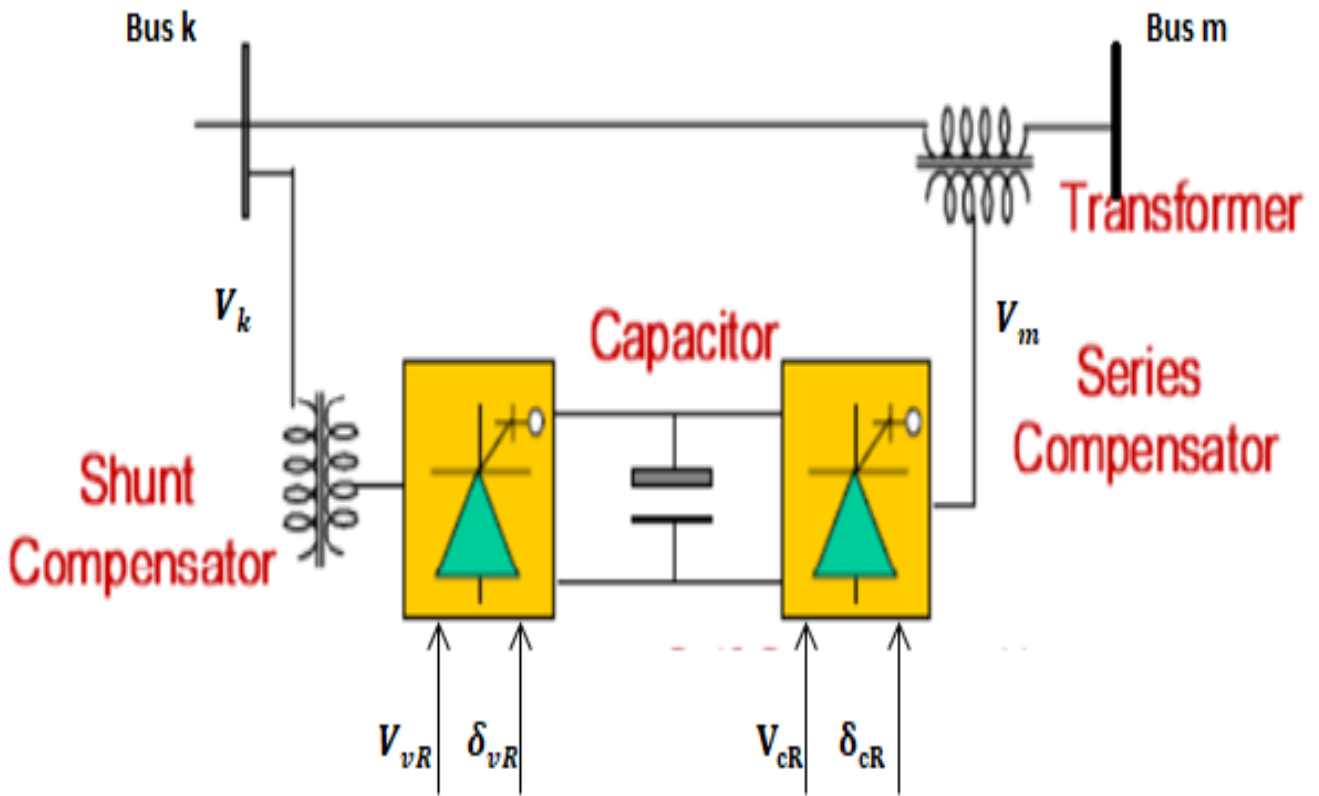 Bus k
Bus m
Transformer
V_k
Capacitor
V_m
Series
Compensator
Shunt
Compensator
V_vR
δ_vR
V_cR
δ_cR